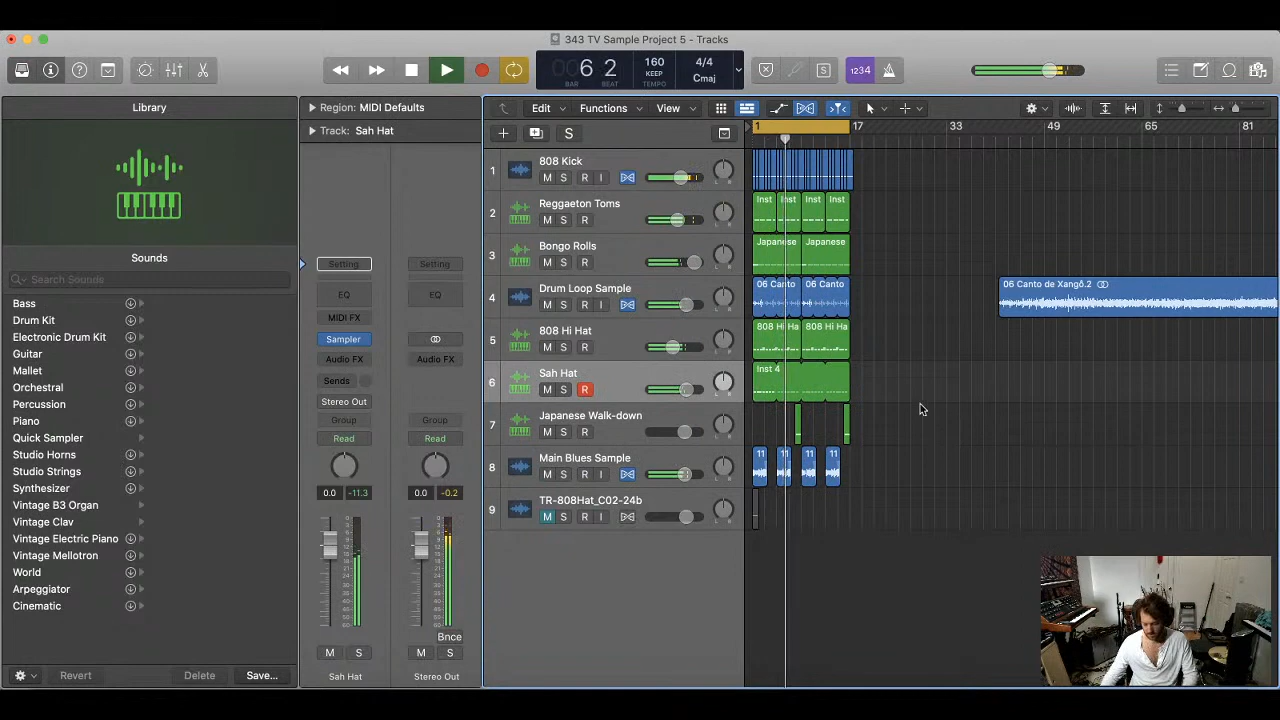 343 TV Sample Project 5 - Tracks
006 2
BAR
BEAT
160
KEEP
TEMPO
4/4
Cmaj
1234
Library
Region: MIDI Defaults
Edit
Functions
View
Track: Sah Hat
1
17
33
49
65
81
Sounds
Search Sounds
Bass
Drum Kit
Electronic Drum Kit
Guitar
Mallet
Orchestral
Percussion
Piano
Quick Sampler
Studio Horns
Studio Strings
Synthesizer
Vintage B3 Organ
Vintage Clav
Vintage Electric Piano
Vintage Mellotron
World
Arpeggiator
Cinematic
Revert
Delete
Save...
Setting
EQ
MIDI FX
Sampler
Audio FX
Sends
Stereo Out
Group
Read
0.0
-11.3
M
S
Sah Hat
Setting
EQ
Audio FX
Group
Read
0.0
-0.2
Bnce
M
S
Stereo Out
S
1
808 Kick
M S R I
2
Reggaeton Toms
M S R
Inst
Inst
Inst
Inst
3
Bongo Rolls
M S R
Japanese
Japanese
4
Drum Loop Sample
M S R I
06 Canto
06 Canto
06 Canto de Xangô.2
5
808 Hi Hat
M S R
808 Hi Ha
808 Hi Ha
6
Sah Hat
M S R
Inst 4
7
Japanese Walk-down
M S R
8
Main Blues Sample
M S R I
11
11
11
11
9
TR-808Hat_C02-24b
M S R I